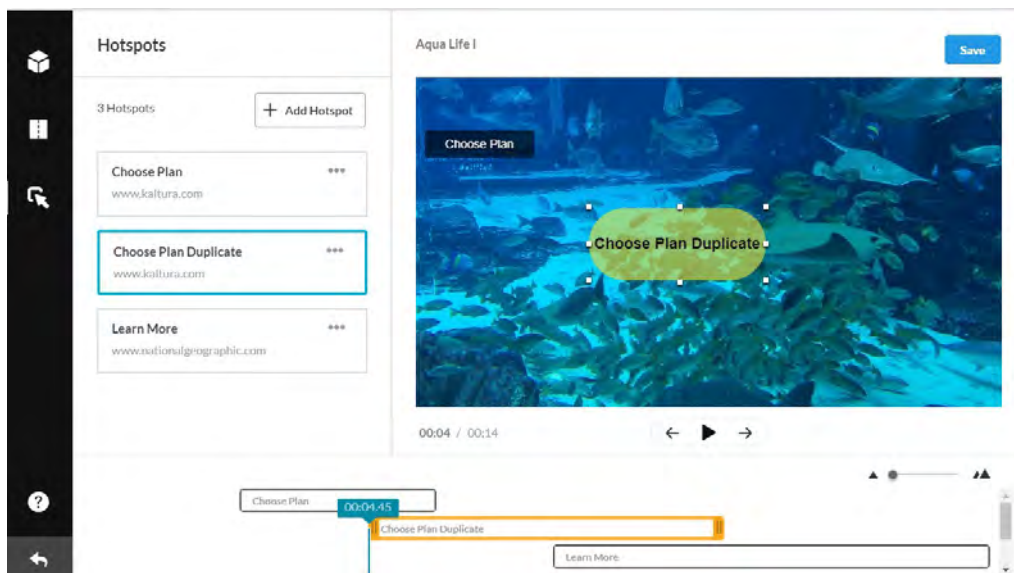 Hotspots
Aqua Life I
Save
3 Hotspots
+ Add Hotspot
Choose Plan
www.kaltura.com
Choose Plan Duplicate
www.kaltura.com
Learn More
www.nationalgeographic.com
Choose Plan
Choose Plan Duplicate
00:04 / 00:14
Choose Plan
00:04.45
Choose Plan Duplicate
Learn More
?